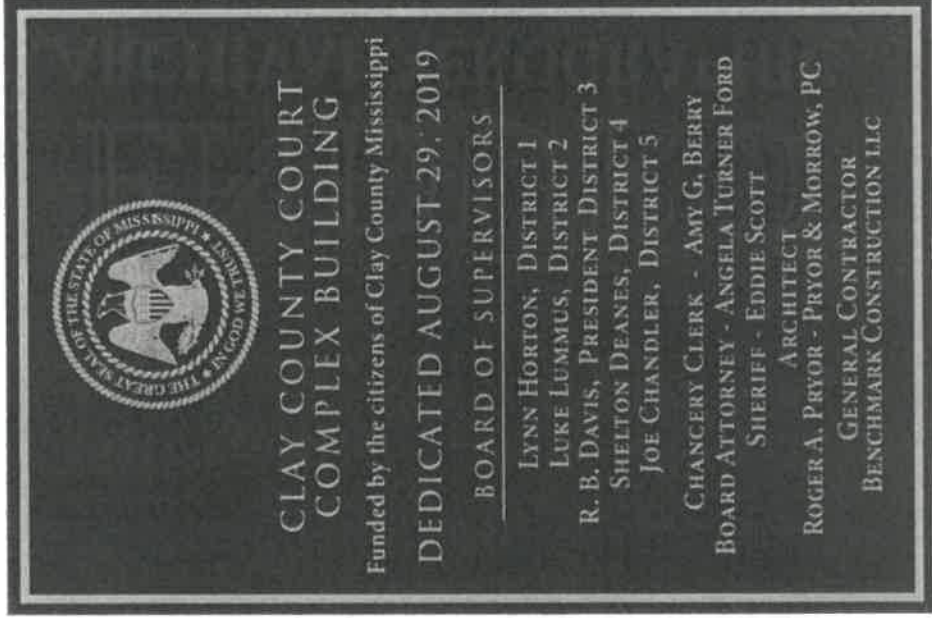 THE GREAT SEAL OF THE STATE OF MISSISSIPPI
IN GOD WE TRUST
CLAY COUNTY COURT
COMPLEX BUILDING
Funded by the citizens of Clay County Mississippi
DEDICATED AUGUST 29, 2019
BOARD OF SUPERVISORS
LYNN HORTON, DISTRICT 1
LUKE LUMMUS, DISTRICT 2
R. B. DAVIS, PRESIDENT DISTRICT 3
SHELTON DEANES, DISTRICT 4
JOE CHANDLER, DISTRICT 5
CHANCERY CLERK - AMY G. BERRY
BOARD ATTORNEY - ANGELA TURNER FORD
SHERIFF - EDDIE SCOTT
ARCHITECT
ROGER A. PRYOR - PRYOR & MORROW, PC
GENERAL CONTRACTOR
BENCHMARK CONSTRUCTION LLC